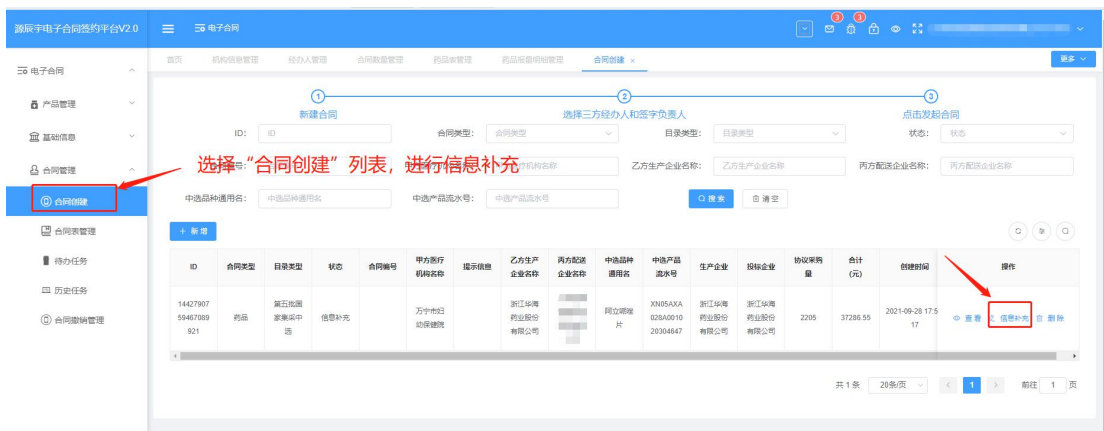 源辰宇电子合同签约平台V2.0
电子合同
3 3
首页 机构信息管理 经办人管理 合同数量管理 药品表管理 药品报量明细管理 合同创建 ×
更多
电子合同
产品管理
基础信息
合同管理
合同创建
合同表管理
待办任务
历史任务
合同撤销管理
1 2 3
新建合同 选择三方经办人和签字负责人 点击发起合同
ID: ID 合同类型: 合同类型 目录类型: 目录类型 状态: 状态
选择“合同创建”列表，进行信息补充
乙方生产企业名称: 乙方生产企业名称 丙方配送企业名称: 丙方配送企业名称
中选品种通用名: 中选品种通用名 中选产品流水号: 中选产品流水号 搜索 清空
+ 新增
ID 合同类型 目录类型 状态 合同编号 甲方医疗机构名称 提示信息 乙方生产企业名称 丙方配送企业名称 中选品种通用名 中选产品流水号 生产企业 投标企业 协议采购量 合计(元) 创建时间 操作
1442790759467089921 药品 第五批国家集采中选 信息补充 万宁市妇幼保健院 浙江华海药业股份有限公司 阿立哌唑片 XN05AXA028A001020304647 浙江华海药业股份有限公司 浙江华海药业股份有限公司 2205 37286.55 2021-09-28 17:517 查看 信息补充 删除
共1条 20条/页 < 1 > 前往 1 页